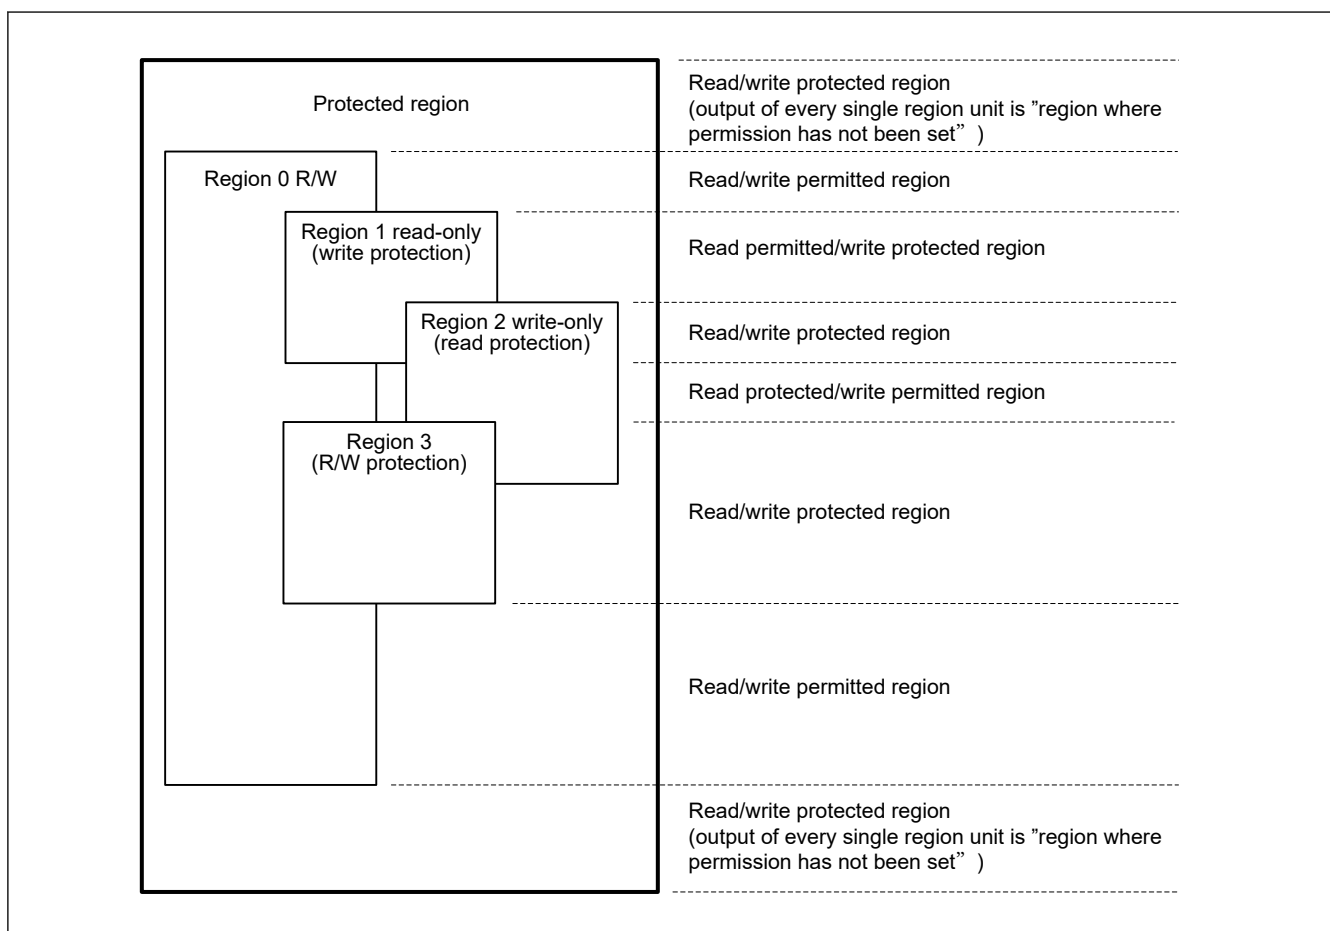 Protected region
Read/write protected region
(output of every single region unit is ”region where
permission has not been set” )
Region 0 R/W
Read/write permitted region
Region 1 read-only
(write protection)
Read permitted/write protected region
Region 2 write-only
(read protection)
Read/write protected region
Read protected/write permitted region
Region 3
(R/W protection)
Read/write protected region
Read/write permitted region
Read/write protected region
(output of every single region unit is ”region where
permission has not been set” )